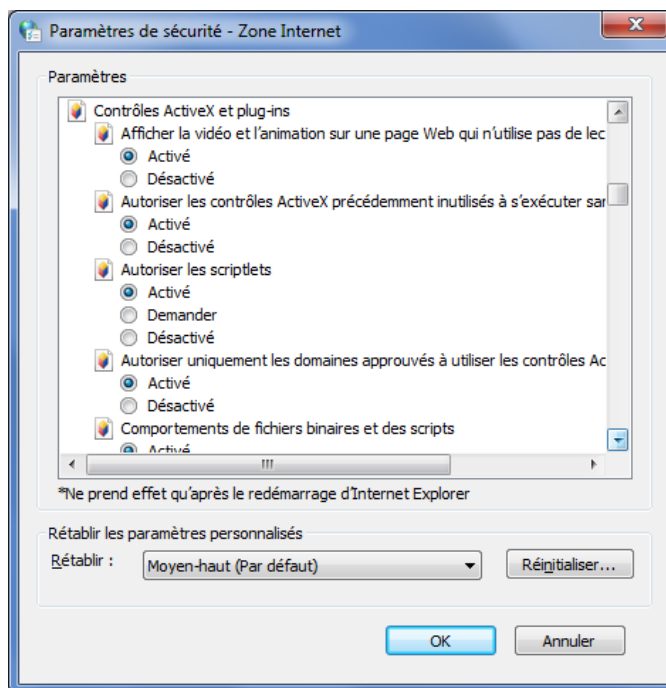 Paramètres de sécurité - Zone Internet
Paramètres
Contrôles ActiveX et plug-ins
Afficher la vidéo et l'animation sur une page Web qui n'utilise pas de lec
Activé
Désactivé
Autoriser les contrôles ActiveX précédemment inutilisés à s'exécuter sar
Activé
Désactivé
Autoriser les scriptlets
Activé
Demander
Désactivé
Autoriser uniquement les domaines approuvés à utiliser les contrôles Ac
Activé
Désactivé
Comportements de fichiers binaires et des scripts
Activé
*Ne prend effet qu'après le redémarrage d'Internet Explorer
Rétablir les paramètres personnalisés
Rétablir : Moyen-haut (Par défaut) Réinitialiser...
OK Annuler